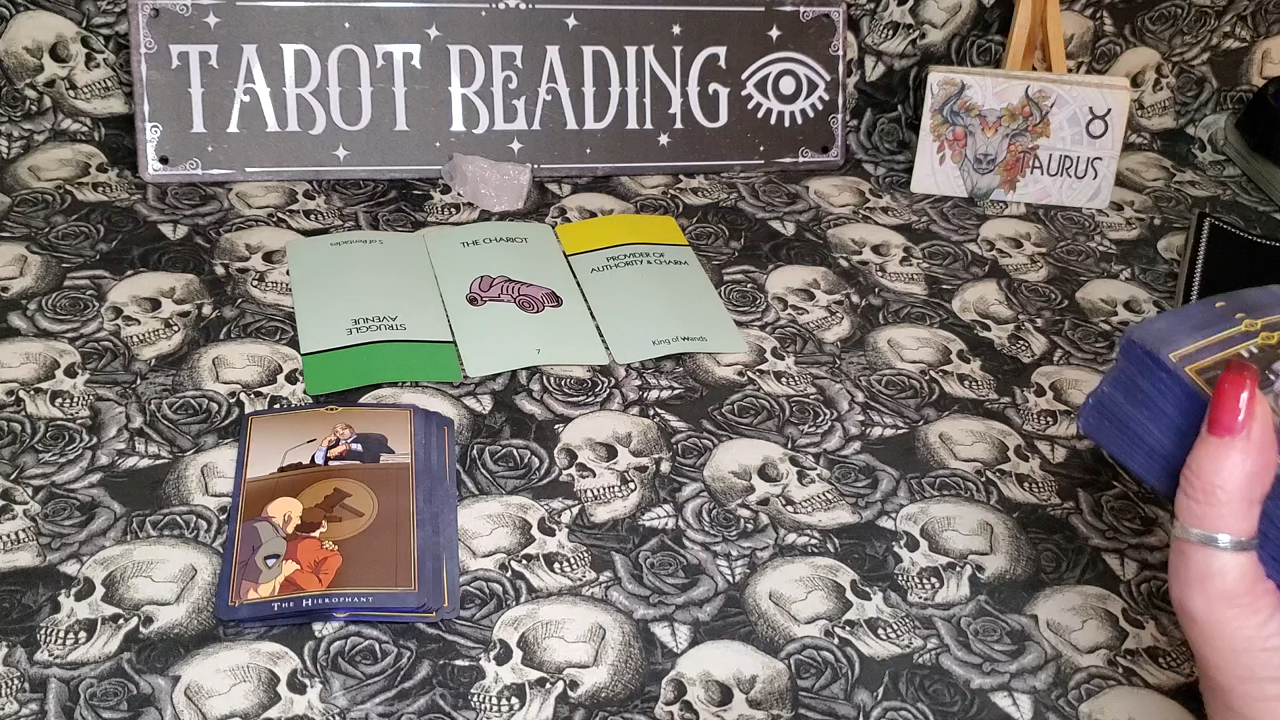 TAROT READING
TAURUS
5 of Pentacles
STRUGGLE
AVENUE
THE CHARIOT
7
PROVIDER OF
AUTHORITY & CHARM
King of Wands
THE HIEROPHANT